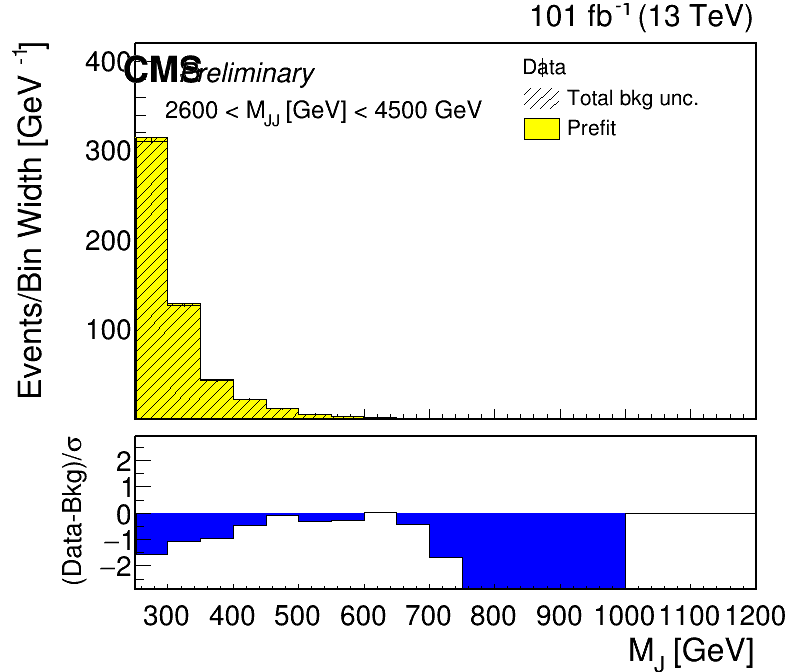 101 fb⁻¹ (13 TeV)
Events/Bin Width [GeV⁻¹]
400
300
200
100
CMS Preliminary
2600 < M_JJ [GeV] < 4500 GeV
Data
Total bkg unc.
Prefit
(Data-Bkg)/σ
2
1
0
−1
−2
300 400 500 600 700 800 900 1000 1100 1200
M_J [GeV]